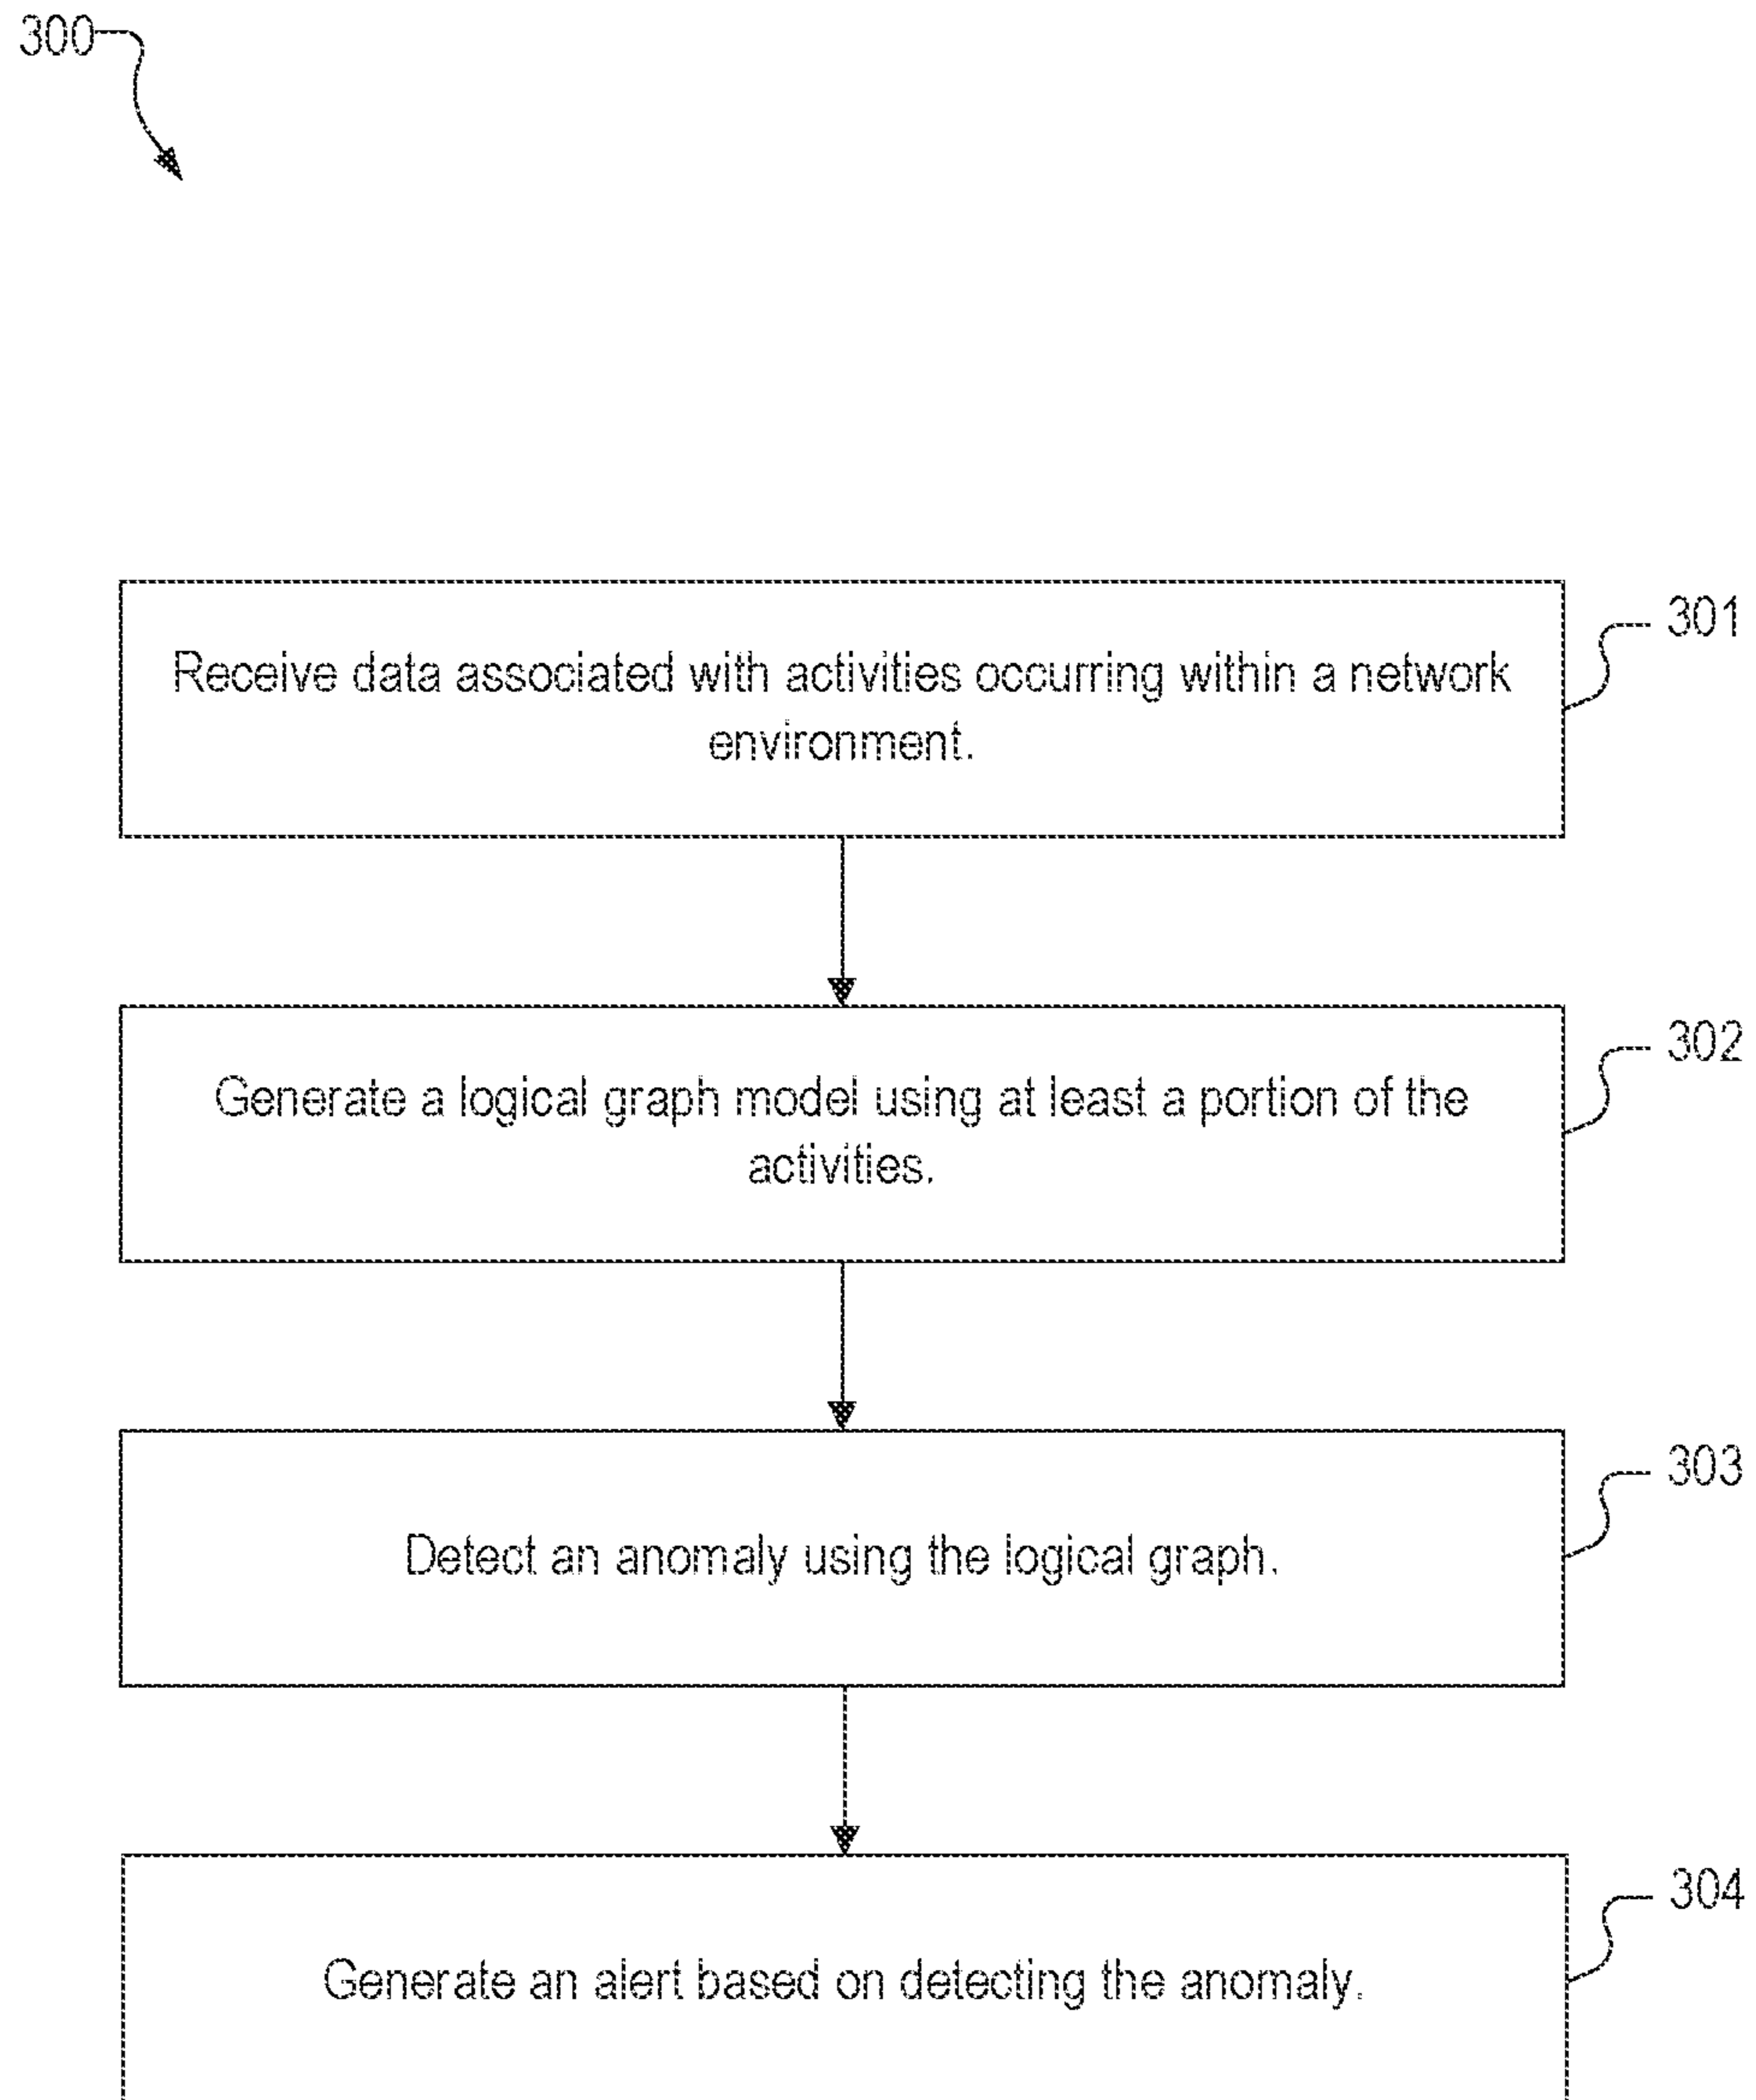 300
301
Receive data associated with activities occurring within a network
environment.
302
Generate a logical graph model using at least a portion of the
activities.
303
Detect an anomaly using the logical graph.
304
Generate an alert based on detecting the anomaly.